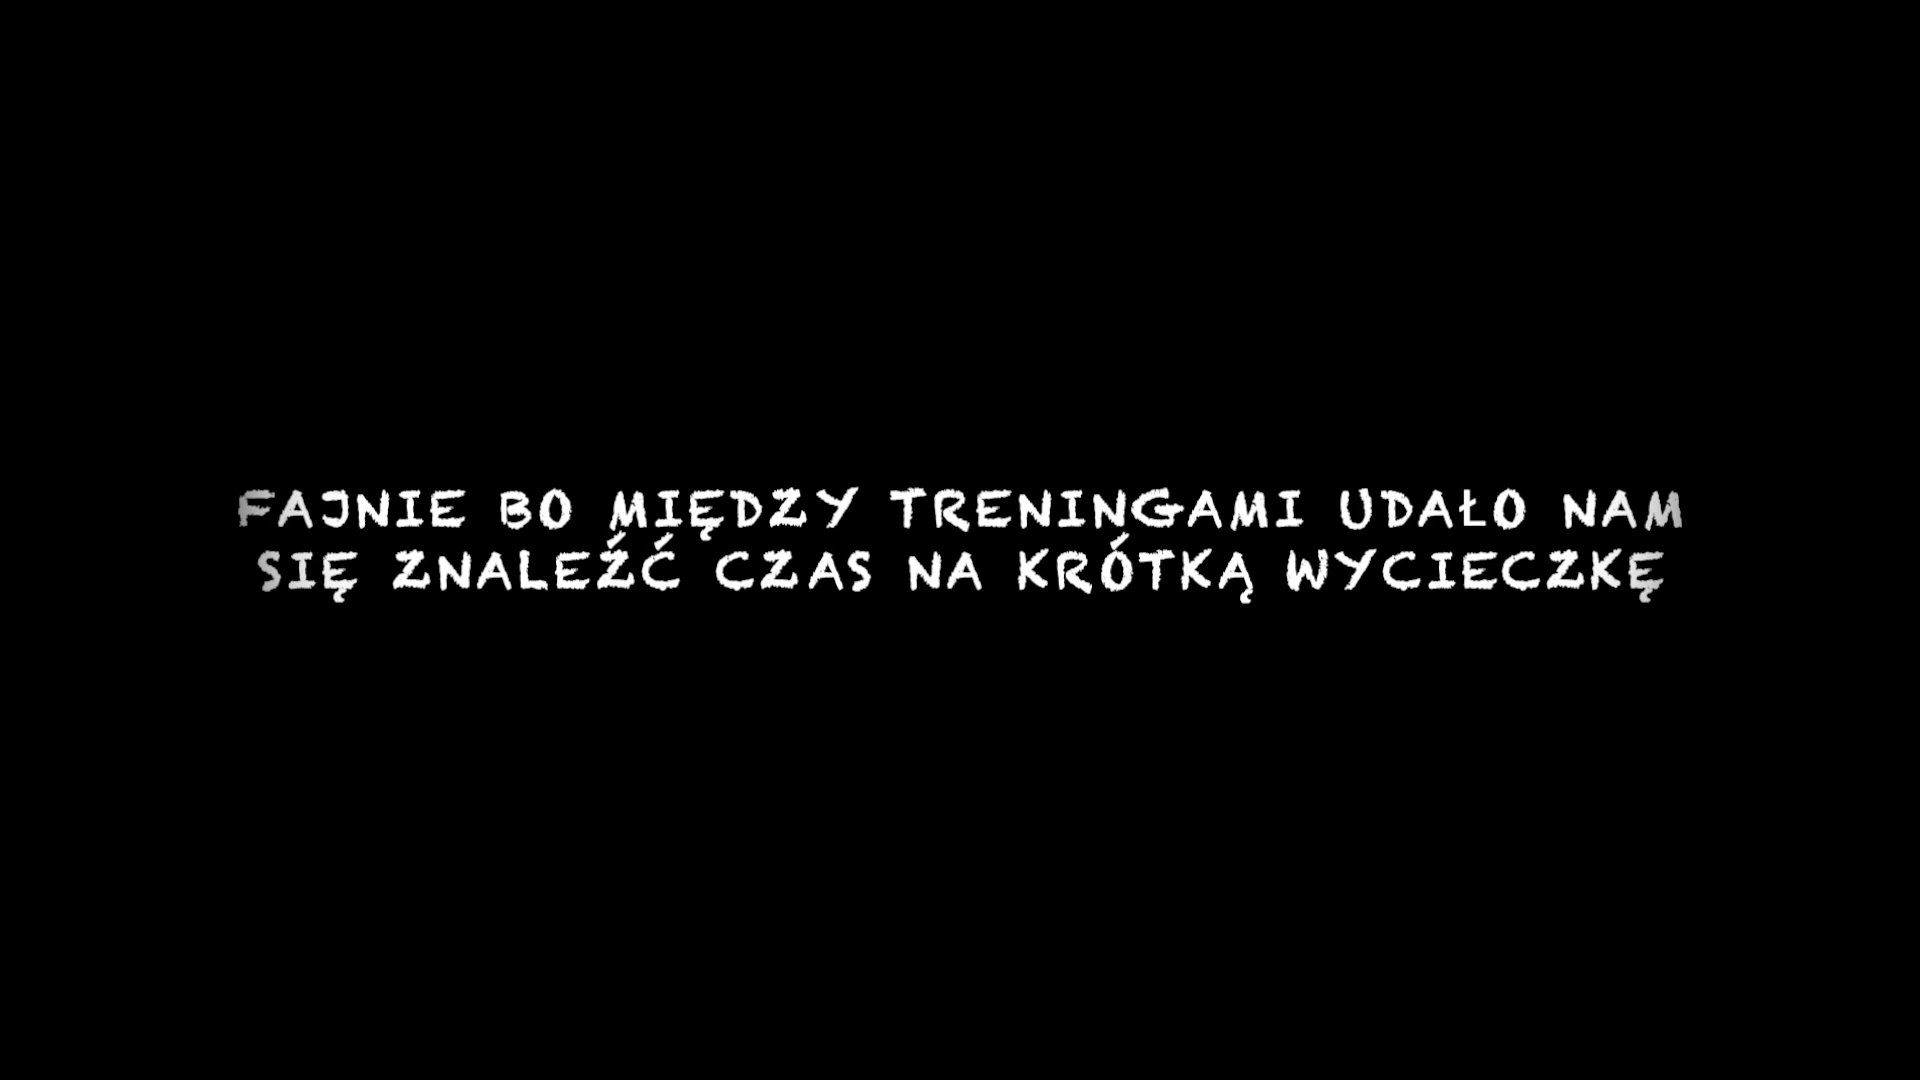 FAJNIE BO MIĘDZY TRENINGAMI UDAŁO NAM
SIĘ ZNALEŹĆ CZAS NA KRÓTKĄ WYCIECZKĘ